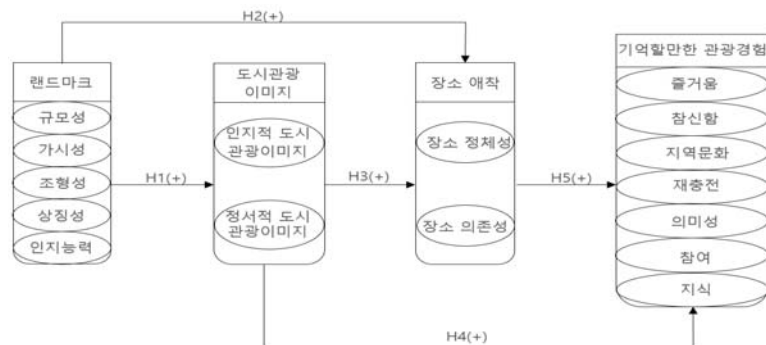 H2(+)
랜드마크
규모성
가시성
조형성
상징성
인지능력
H1(+)
도시관광
이미지
인지적 도시
관광이미지
정서적 도시
관광이미지
H3(+)
장소 애착
장소 정체성
장소 의존성
H5(+)
기억할만한 관광경험
즐거움
참신함
지역문화
재충전
의미성
참여
지식
H4(+)